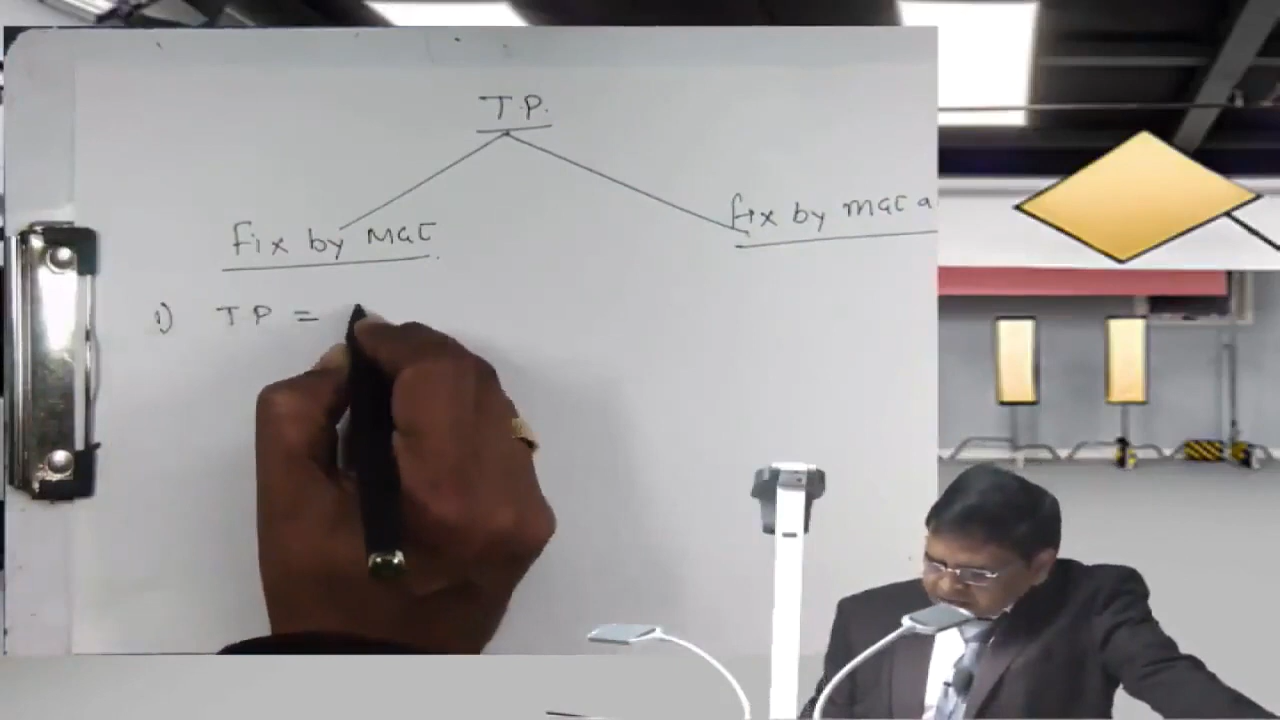 T.P.
Fix by MGT
Fix by MGT a
1) TP =